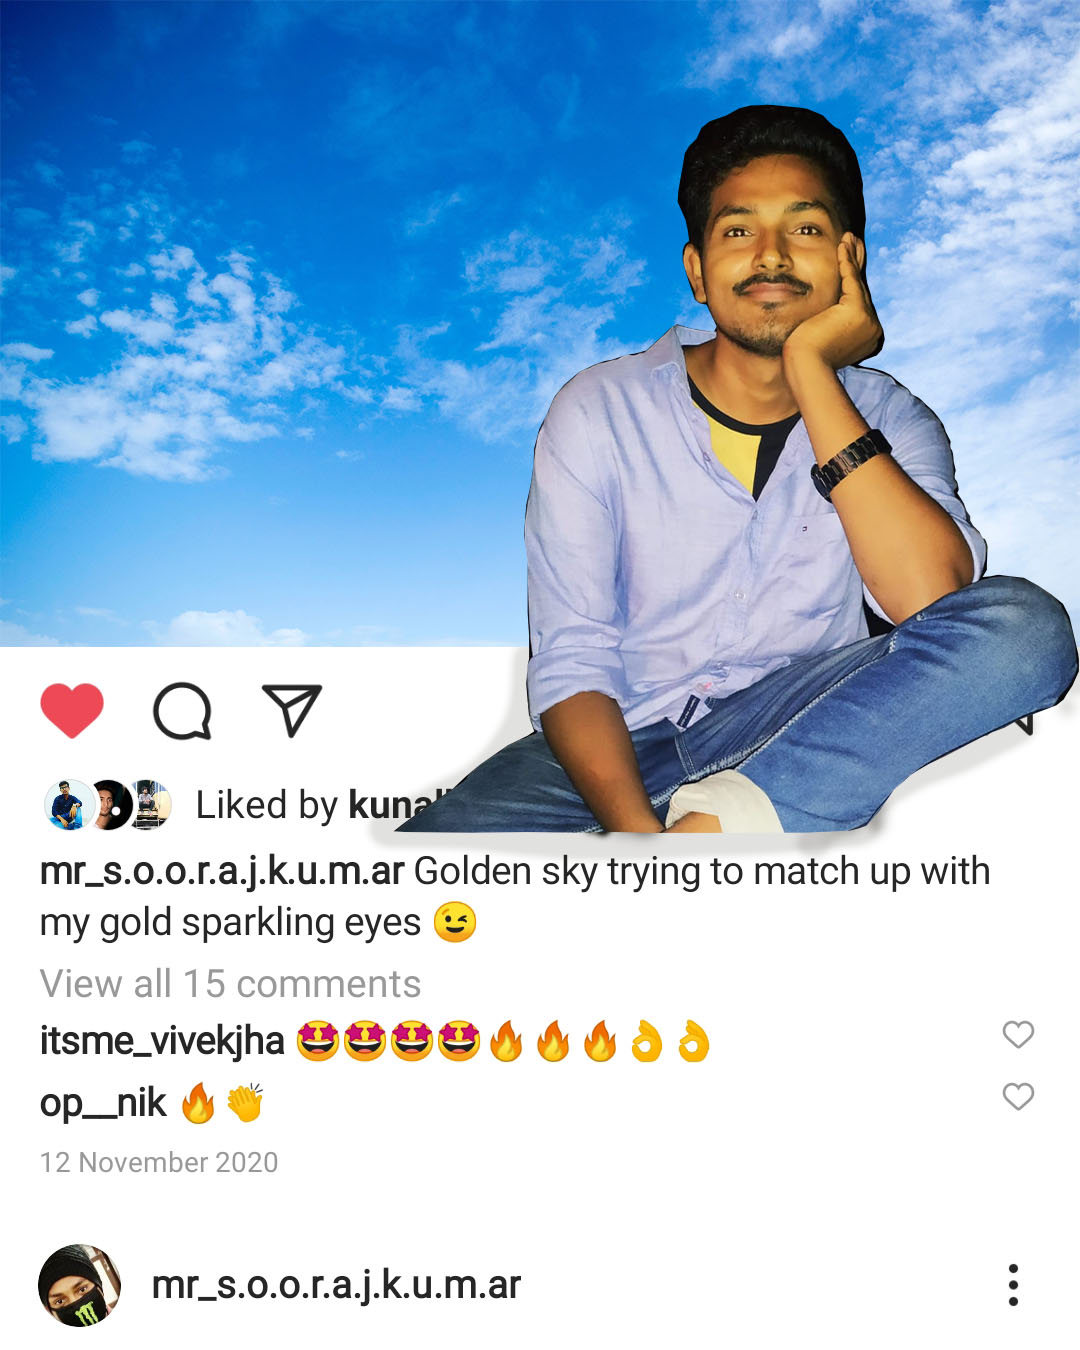 Liked by
mr_s.o.o.r.a.j.k.u.m.ar Golden sky trying to match up with
my gold sparkling eyes 😉
View all 15 comments
itsme_vivekjha 🤩🤩🤩🤩🔥🔥🔥👌👌
op__nik 🔥👏
12 November 2020
mr_s.o.o.r.a.j.k.u.m.ar